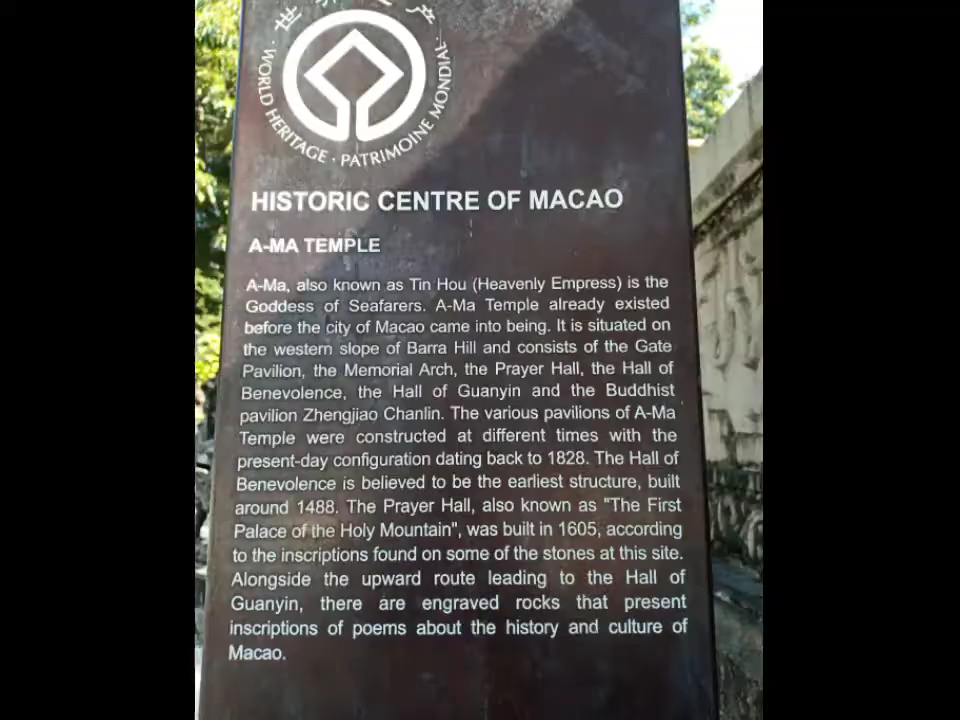 世界遗产
WORLD HERITAGE · PATRIMOINE MONDIAL ·
HISTORIC CENTRE OF MACAO
A-MA TEMPLE
A-Ma, also known as Tin Hou (Heavenly Empress) is the
Goddess of Seafarers. A-Ma Temple already existed
before the city of Macao came into being. It is situated on
the western slope of Barra Hill and consists of the Gate
Pavilion, the Memorial Arch, the Prayer Hall, the Hall of
Benevolence, the Hall of Guanyin and the Buddhist
pavilion Zhengjiao Chanlin. The various pavilions of A-Ma
Temple were constructed at different times with the
present-day configuration dating back to 1828. The Hall of
Benevolence is believed to be the earliest structure, built
around 1488. The Prayer Hall, also known as "The First
Palace of the Holy Mountain", was built in 1605, according
to the inscriptions found on some of the stones at this site.
Alongside the upward route leading to the Hall of
Guanyin, there are engraved rocks that present
inscriptions of poems about the history and culture of
Macao.